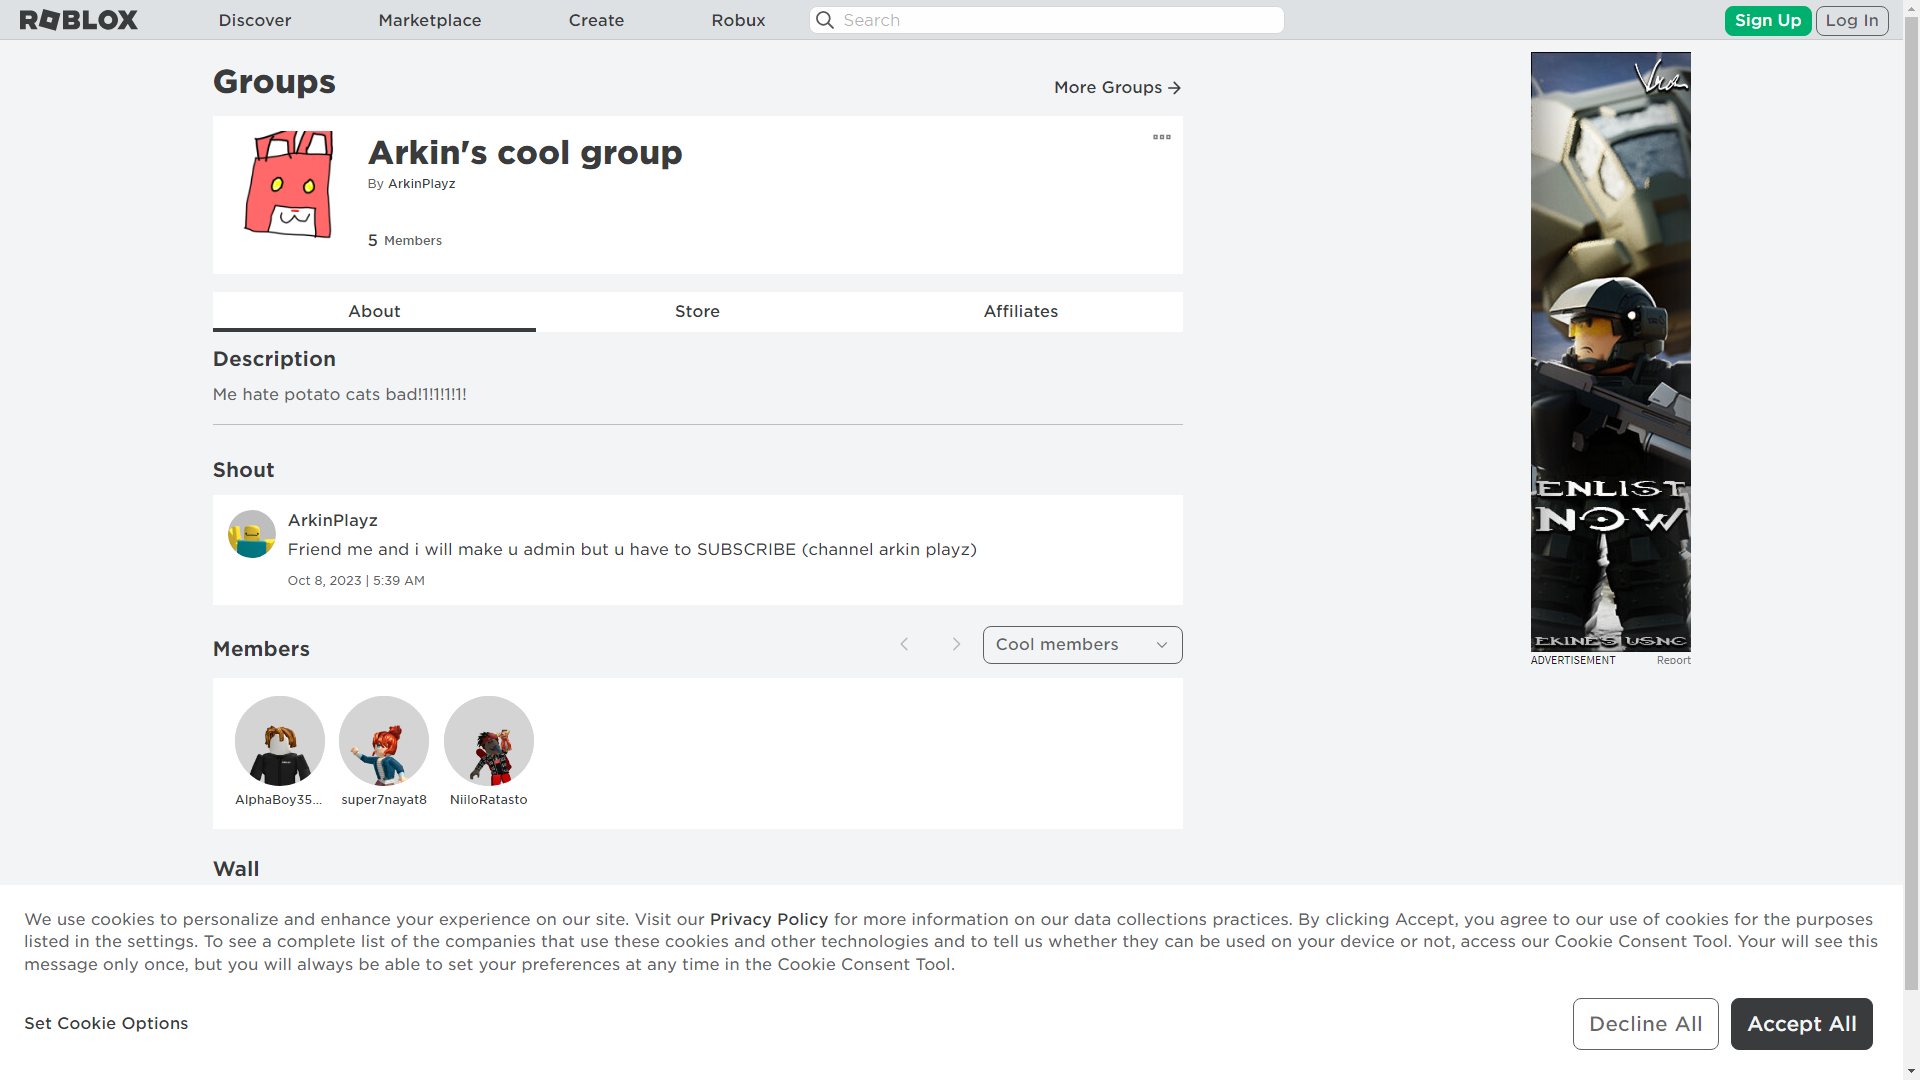 ROBLOX
Discover
Marketplace
Create
Robux
Search
Sign Up
Log In
Groups
More Groups
Arkin's cool group
By ArkinPlayz
5 Members
About
Store
Affiliates
Description
Me hate potato cats bad!1!1!1!1!
Shout
ArkinPlayz
Friend me and i will make u admin but u have to SUBSCRIBE (channel arkin playz)
Oct 8, 2023 | 5:39 AM
Members
Cool members
AlphaBoy35...
super7nayat8
NiiloRatasto
Wall
ENLIST
NOW
EKINE'S USNC
ADVERTISEMENT
Report
We use cookies to personalize and enhance your experience on our site. Visit our Privacy Policy for more information on our data collections practices. By clicking Accept, you agree to our use of cookies for the purposes
listed in the settings. To see a complete list of the companies that use these cookies and other technologies and to tell us whether they can be used on your device or not, access our Cookie Consent Tool. Your will see this
message only once, but you will always be able to set your preferences at any time in the Cookie Consent Tool.
Set Cookie Options
Decline All
Accept All